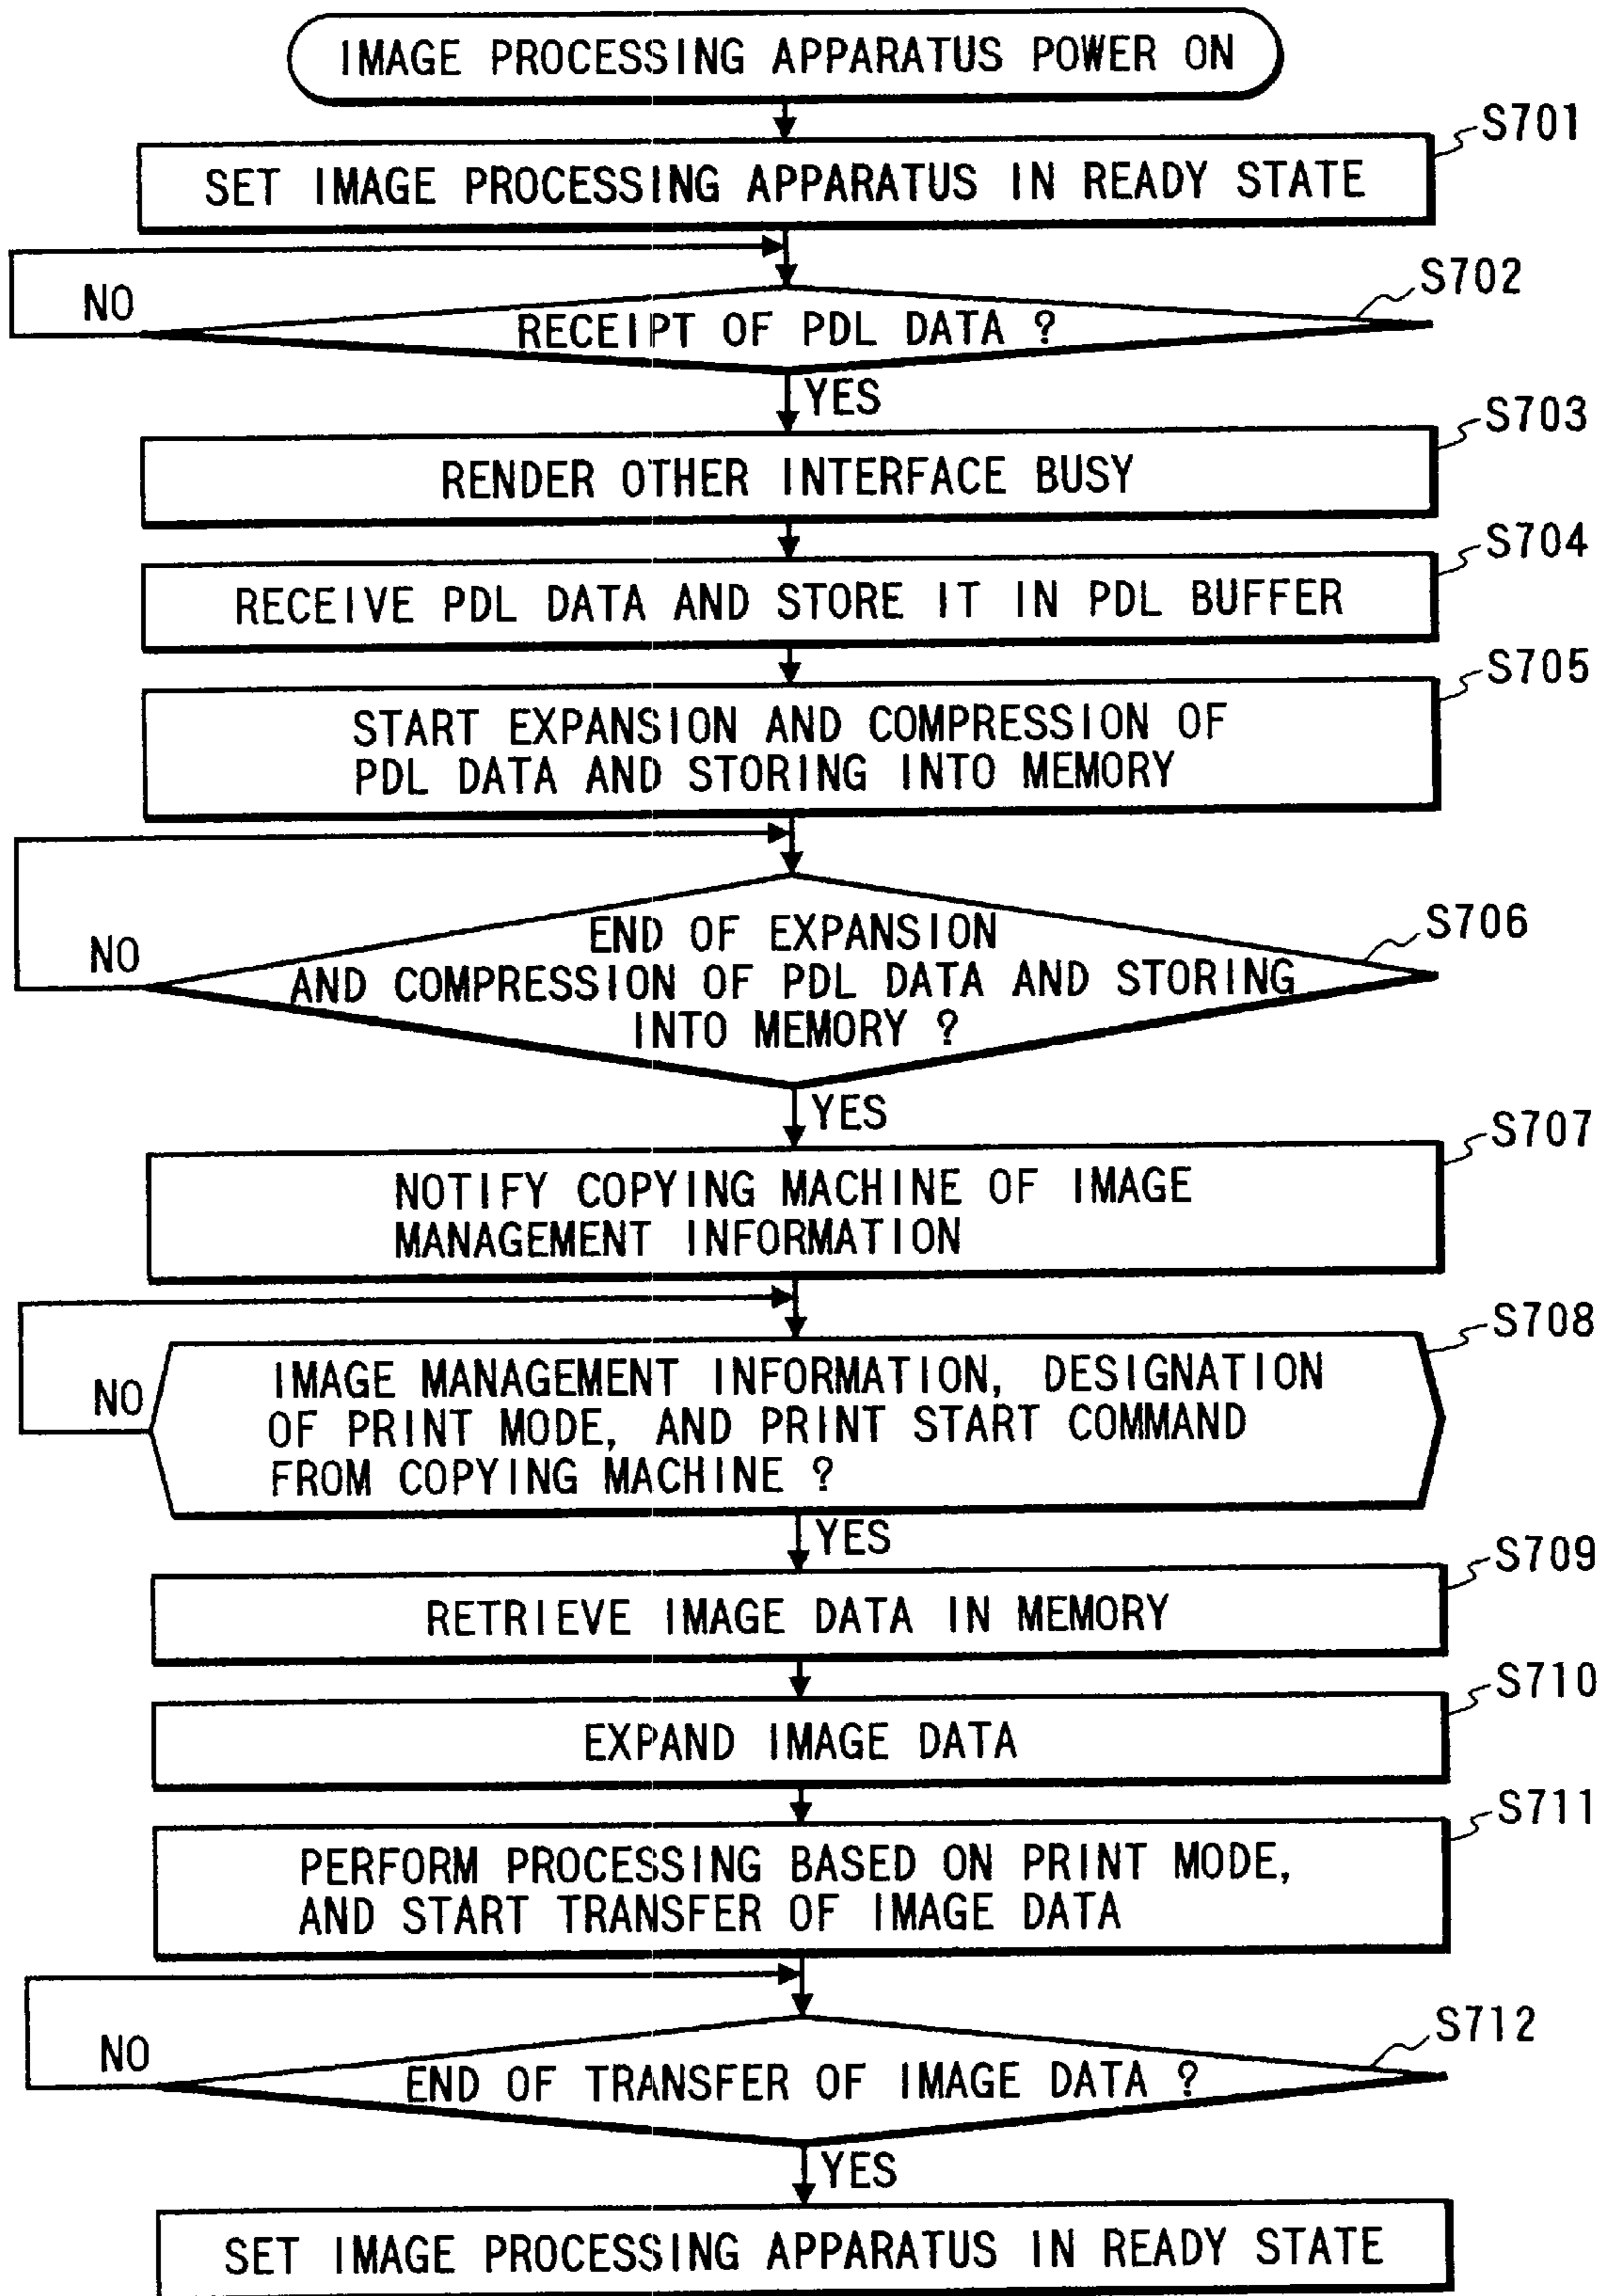 IMAGE PROCESSING APPARATUS POWER ON
S701
SET IMAGE PROCESSING APPARATUS IN READY STATE
S702
NO
RECEIPT OF PDL DATA ?
YES
S703
RENDER OTHER INTERFACE BUSY
S704
RECEIVE PDL DATA AND STORE IT IN PDL BUFFER
S705
START EXPANSION AND COMPRESSION OF
PDL DATA AND STORING INTO MEMORY
S706
NO
END OF EXPANSION
AND COMPRESSION OF PDL DATA AND STORING
INTO MEMORY ?
YES
S707
NOTIFY COPYING MACHINE OF IMAGE
MANAGEMENT INFORMATION
S708
NO
IMAGE MANAGEMENT INFORMATION, DESIGNATION
OF PRINT MODE, AND PRINT START COMMAND
FROM COPYING MACHINE ?
YES
S709
RETRIEVE IMAGE DATA IN MEMORY
S710
EXPAND IMAGE DATA
S711
PERFORM PROCESSING BASED ON PRINT MODE,
AND START TRANSFER OF IMAGE DATA
S712
NO
END OF TRANSFER OF IMAGE DATA ?
YES
SET IMAGE PROCESSING APPARATUS IN READY STATE